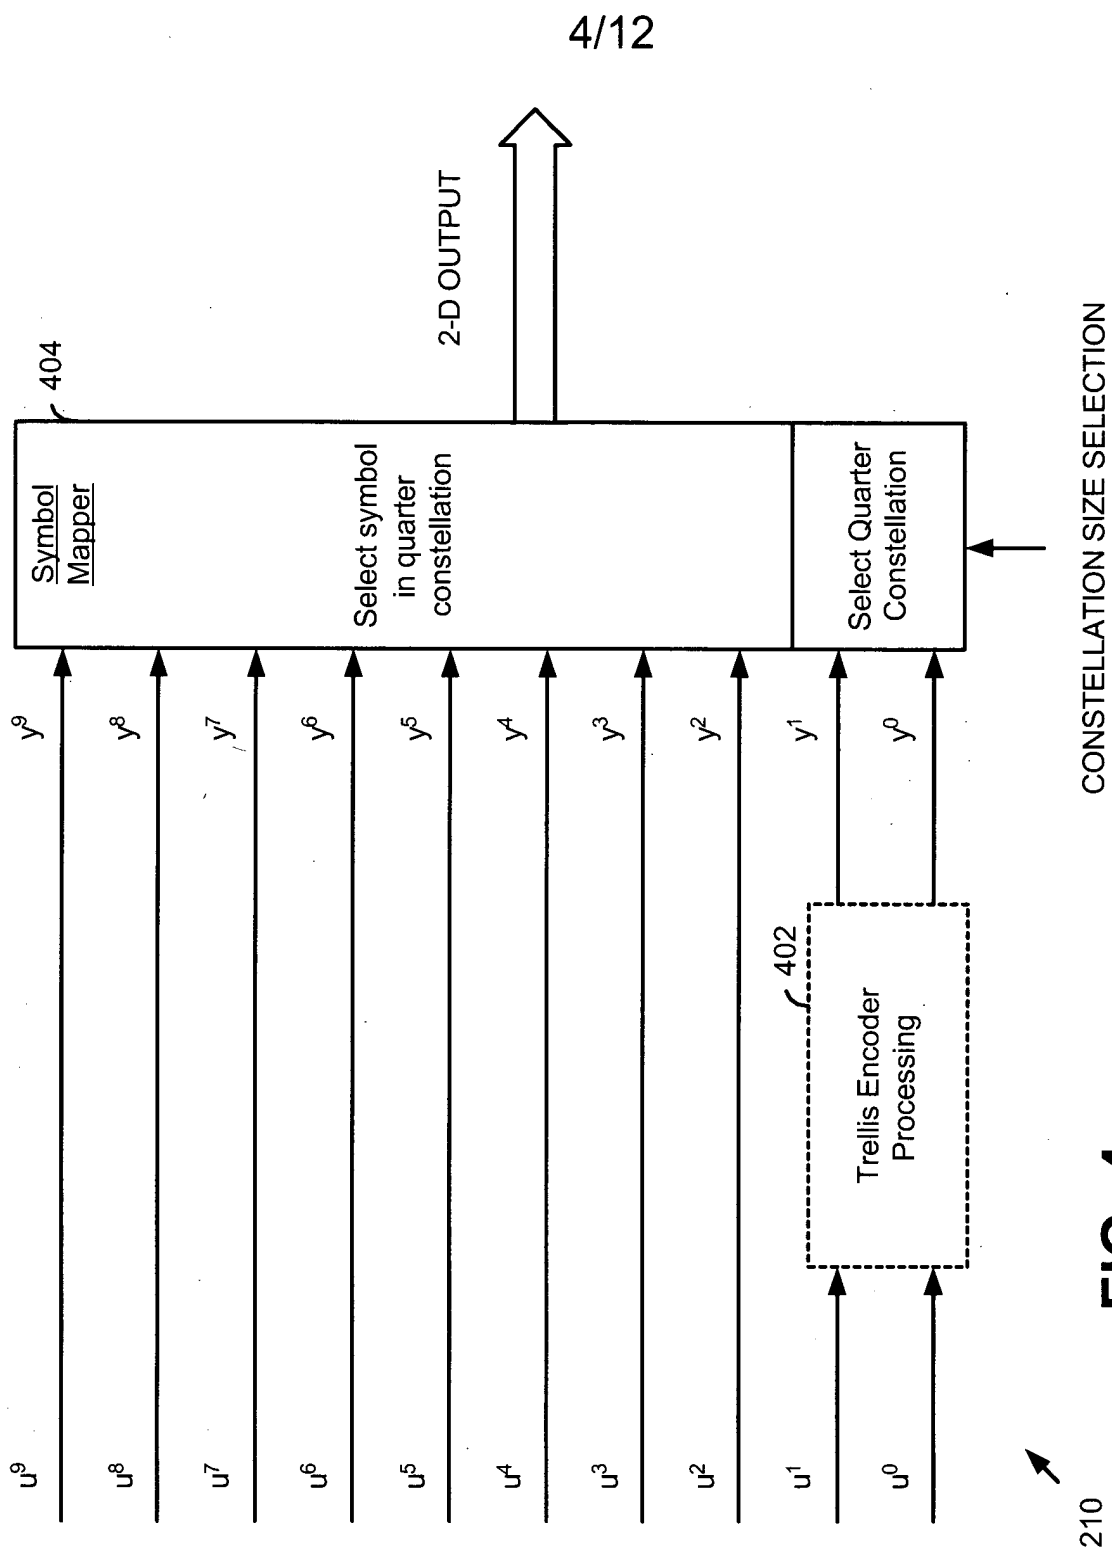 4/12
u⁹
y⁹
u⁸
y⁸
u⁷
y⁷
u⁶
y⁶
u⁵
y⁵
u⁴
y⁴
u³
y³
u²
y²
u¹
y¹
u⁰
y⁰
402
Trellis Encoder
Processing
404
Symbol
Mapper
Select symbol
in quarter
constellation
Select Quarter
Constellation
2-D OUTPUT
CONSTELLATION SIZE SELECTION
210